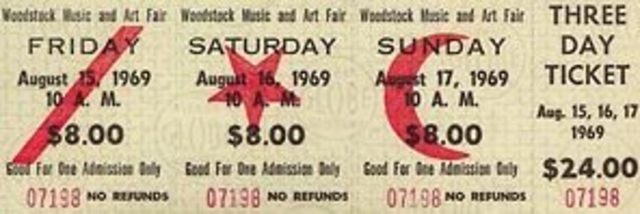 Woodstock Music and Art Fair
FRIDAY
August 15, 1969
10 A. M.
$8.00
Good For One Admission Only
07198 NO REFUNDS
Woodstock Music and Art Fair
SATURDAY
August 16, 1969
10 A. M.
$8.00
Good For One Admission Only
07198 NO REFUNDS
Woodstock Music and Art Fair
SUNDAY
August 17, 1969
10 A. M.
$8.00
Good For One Admission Only
07198 NO REFUNDS
THREE
DAY
TICKET
Aug. 15, 16, 17
1969
$24.00
07198